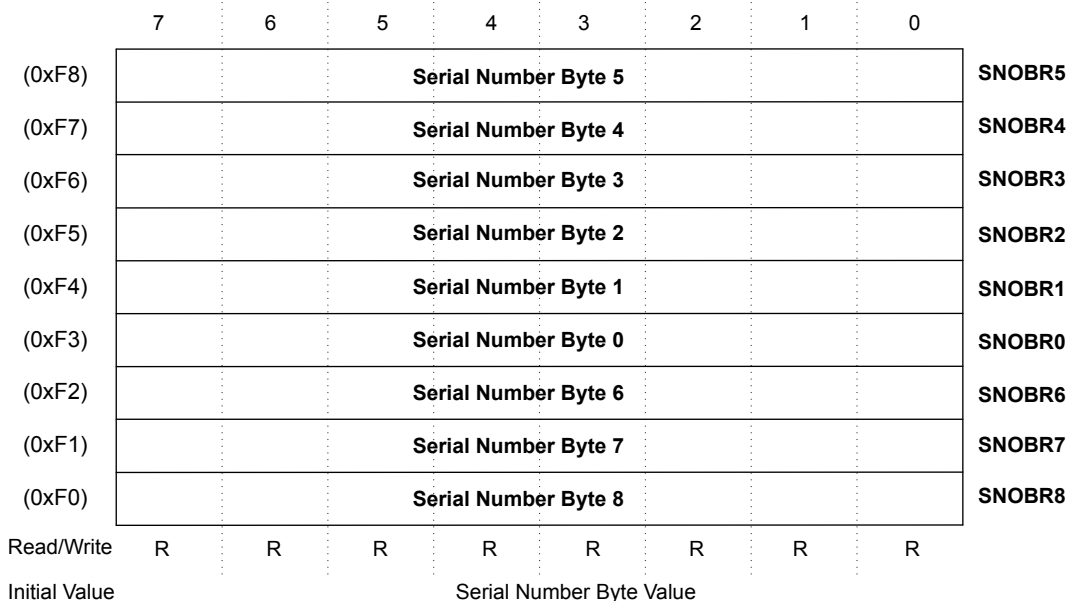 7 6 5 4 3 2 1 0
(0xF8) Serial Number Byte 5 SNOBR5
(0xF7) Serial Number Byte 4 SNOBR4
(0xF6) Serial Number Byte 3 SNOBR3
(0xF5) Serial Number Byte 2 SNOBR2
(0xF4) Serial Number Byte 1 SNOBR1
(0xF3) Serial Number Byte 0 SNOBR0
(0xF2) Serial Number Byte 6 SNOBR6
(0xF1) Serial Number Byte 7 SNOBR7
(0xF0) Serial Number Byte 8 SNOBR8
Read/Write R R R R R R R R
Initial Value Serial Number Byte Value